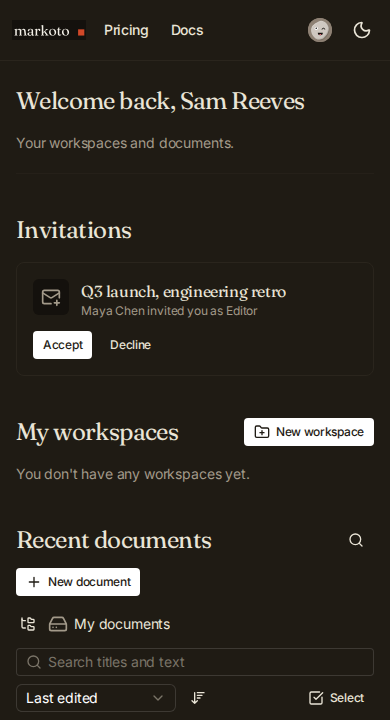 markoto
Pricing
Docs
Welcome back, Sam Reeves
Your workspaces and documents.
Invitations
Q3 launch, engineering retro
Maya Chen invited you as Editor
Accept
Decline
My workspaces
New workspace
You don't have any workspaces yet.
Recent documents
New document
My documents
Search titles and text
Last edited
Select